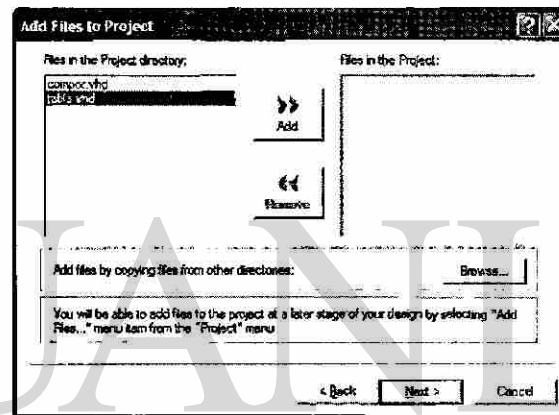 Add Files to Project
Files in the Project directory:
Files in the Project:
compor.vhd
Add
Remove
Add files by copying files from other directories:
Browse...
You will be able to add files to the project at a later stage of your design by selecting "Add
Files..." menu item from the "Project" menu
< Back
Next >
Cancel
UANL